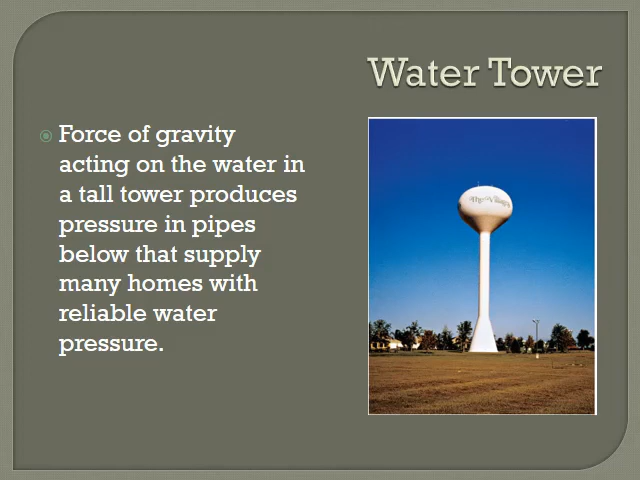 Water Tower
Force of gravity
acting on the water in
a tall tower produces
pressure in pipes
below that supply
many homes with
reliable water
pressure.